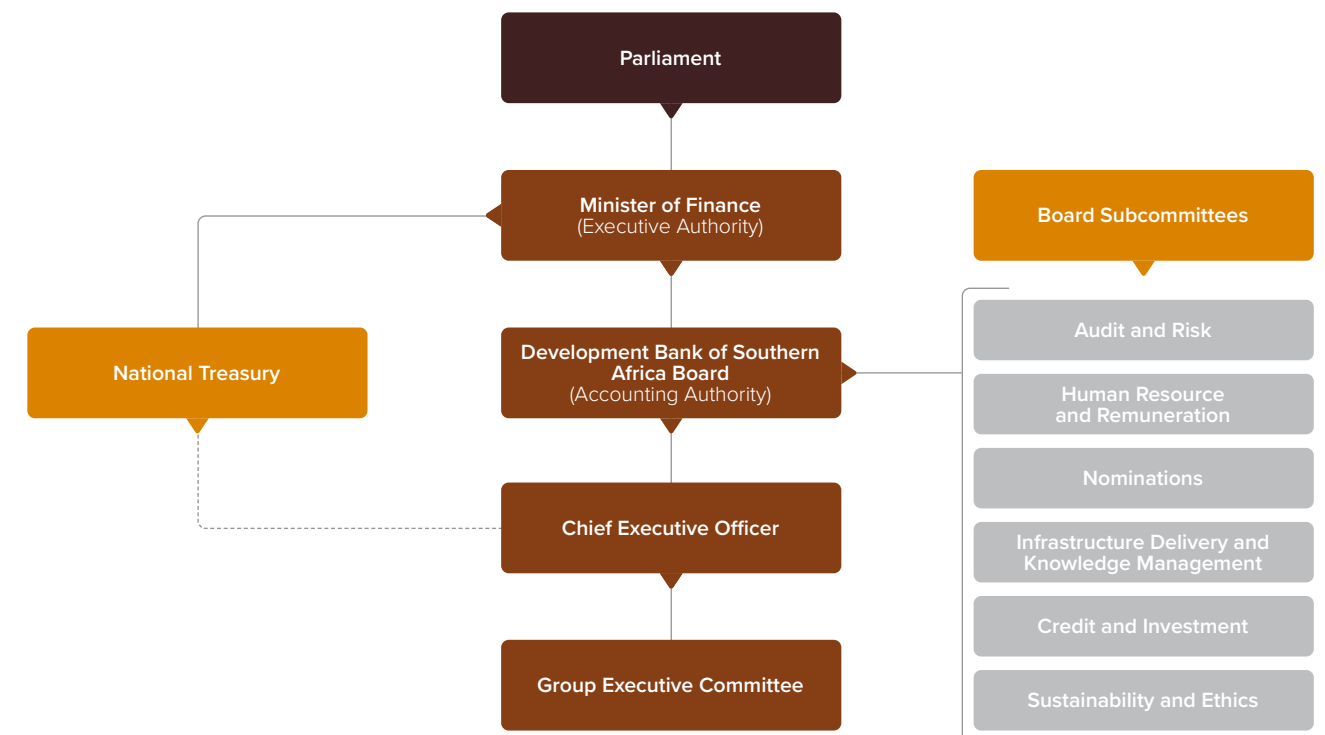 Parliament
Minister of Finance
(Executive Authority)
Board Subcommittees
National Treasury
Development Bank of Southern
Africa Board
(Accounting Authority)
Audit and Risk
Human Resource
and Remuneration
Nominations
Chief Executive Officer
Infrastructure Delivery and
Knowledge Management
Credit and Investment
Group Executive Committee
Sustainability and Ethics